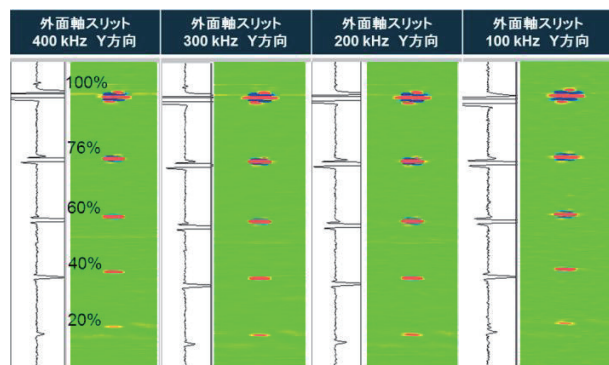 外面軸スリット
400 kHz Y方向
外面軸スリット
300 kHz Y方向
外面軸スリット
200 kHz Y方向
外面軸スリット
100 kHz Y方向
100%
76%
60%
40%
20%